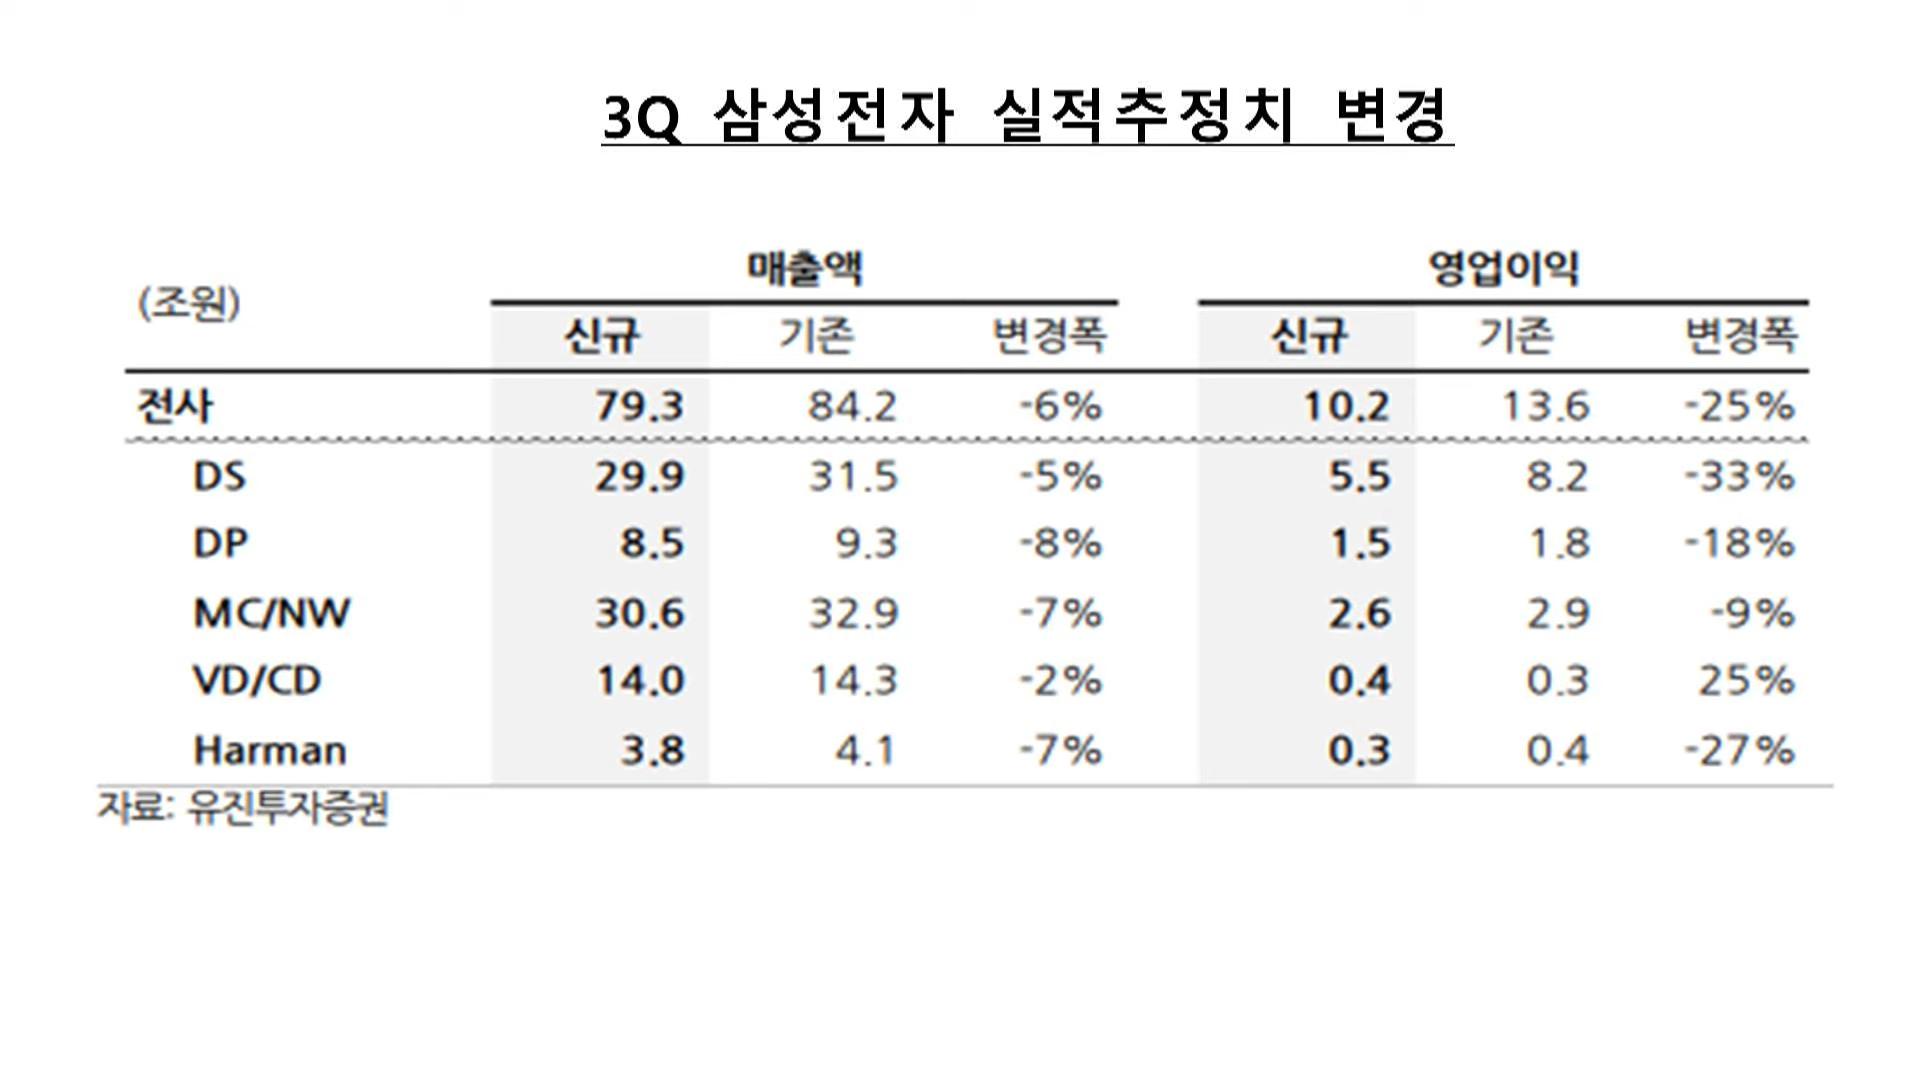 3Q 삼성전자 실적추정치 변경
매출액 영업이익
(조원)
신규 기존 변경폭 신규 기존 변경폭
전사 79.3 84.2 -6% 10.2 13.6 -25%
DS 29.9 31.5 -5% 5.5 8.2 -33%
DP 8.5 9.3 -8% 1.5 1.8 -18%
MC/NW 30.6 32.9 -7% 2.6 2.9 -9%
VD/CD 14.0 14.3 -2% 0.4 0.3 25%
Harman 3.8 4.1 -7% 0.3 0.4 -27%
자료: 유진투자증권